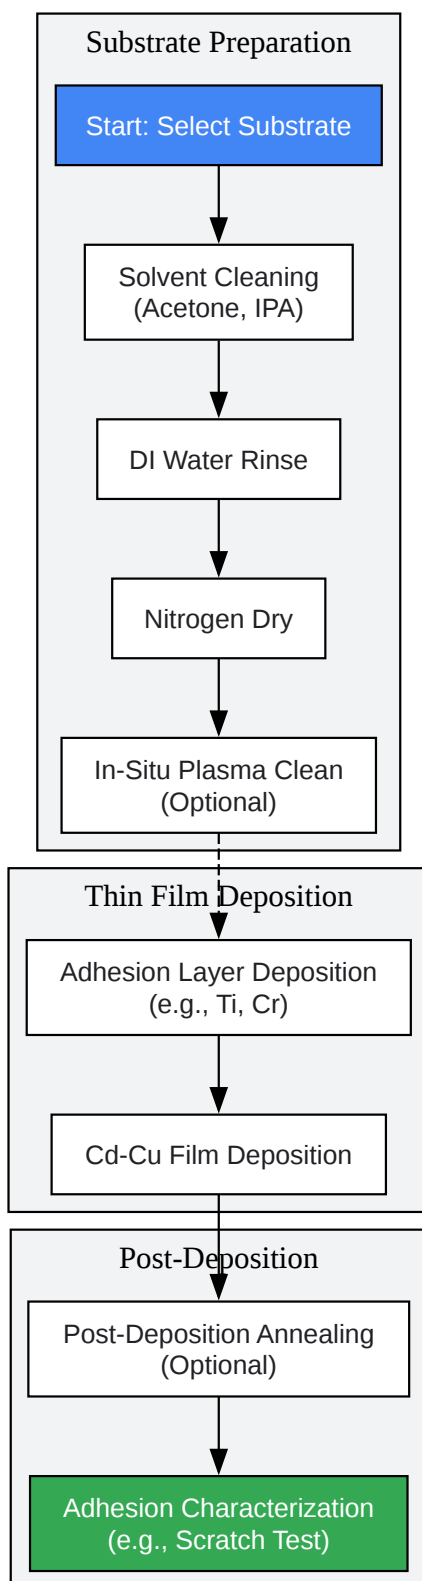 Substrate Preparation
Start: Select Substrate
Solvent Cleaning
(Acetone, IPA)
DI Water Rinse
Nitrogen Dry
In-Situ Plasma Clean
(Optional)
Thin Film Deposition
Adhesion Layer Deposition
(e.g., Ti, Cr)
Cd-Cu Film Deposition
Post-Deposition
Post-Deposition Annealing
(Optional)
Adhesion Characterization
(e.g., Scratch Test)